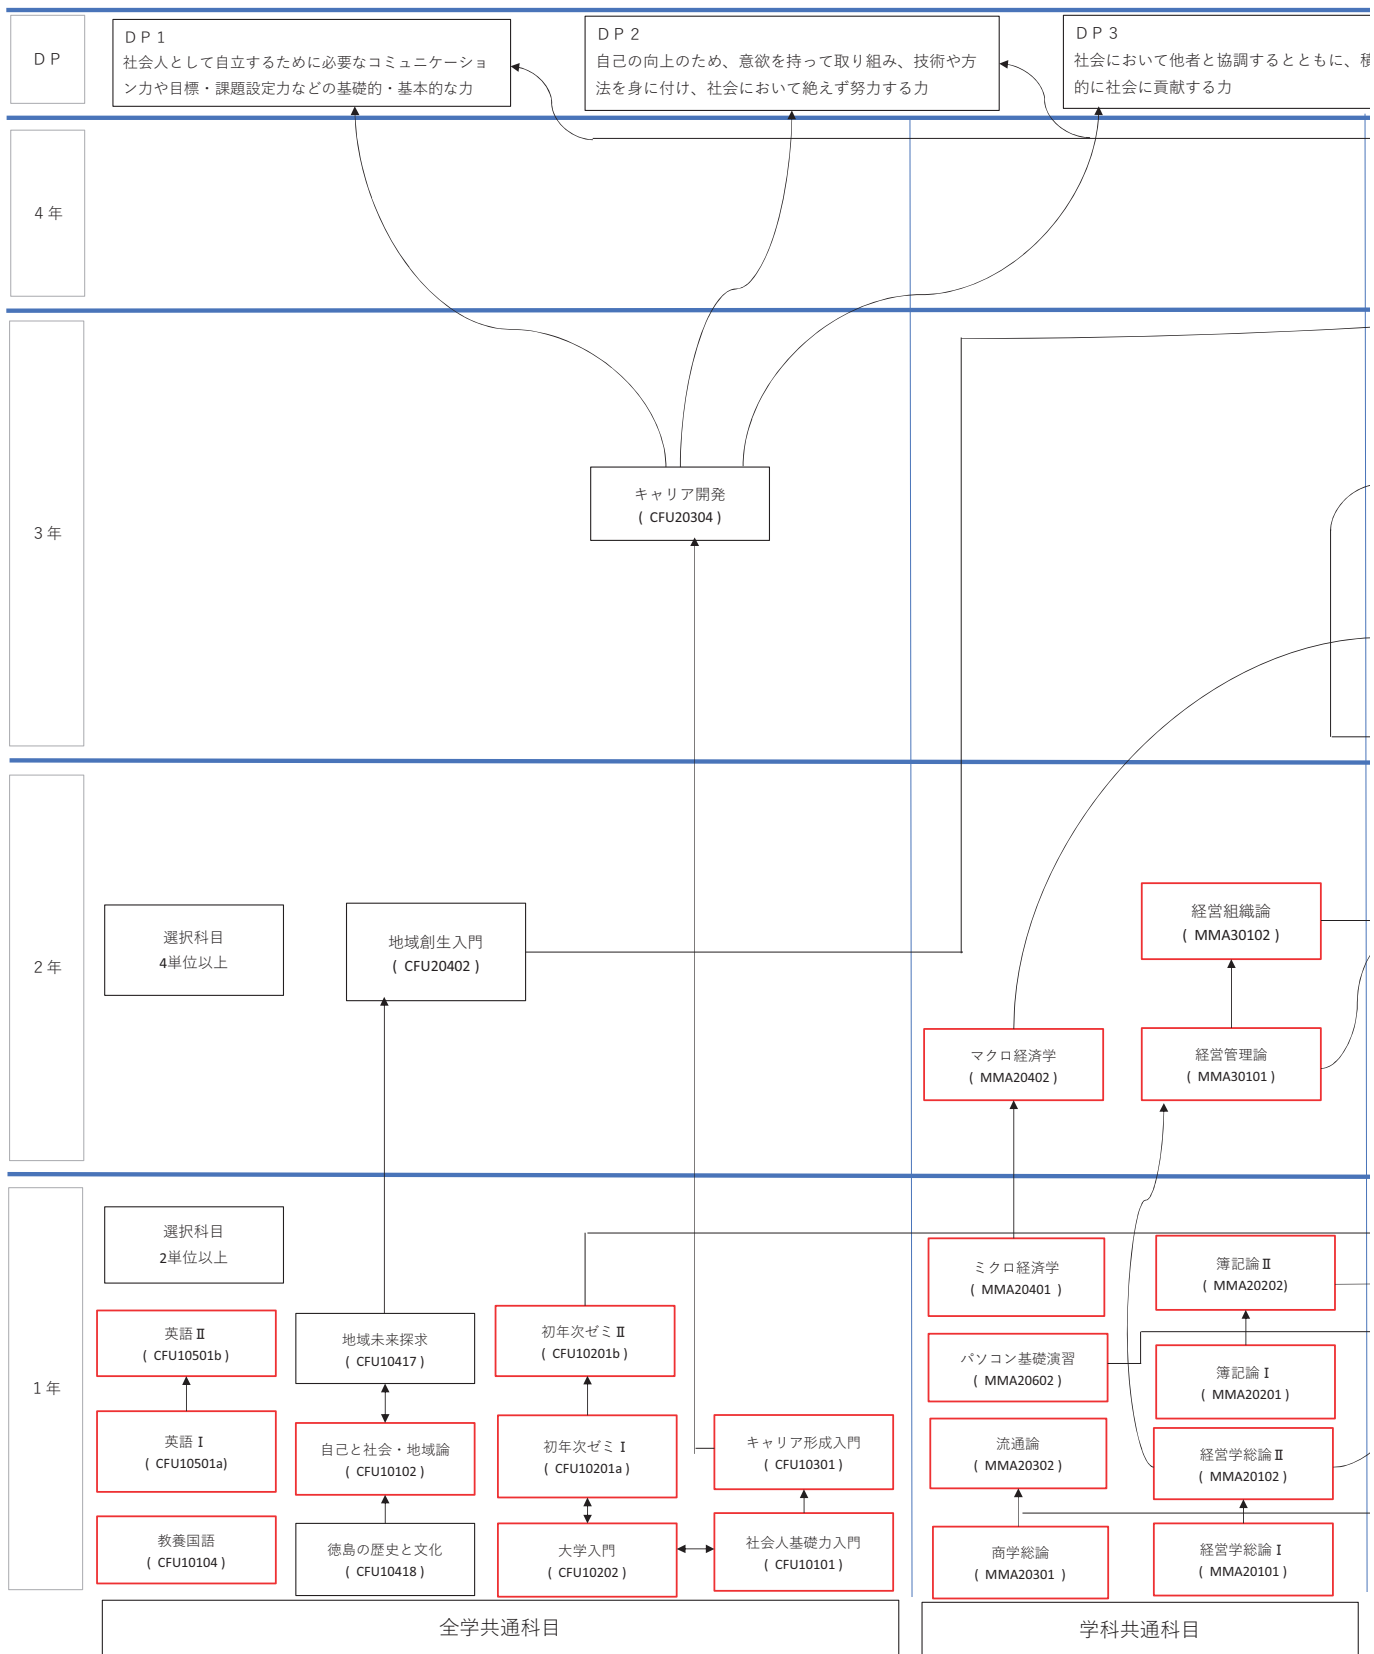 ＤＰ
ＤＰ１
社会人として自立するために必要なコミュニケーショ
ン力や目標・課題設定力などの基礎的・基本的な力
ＤＰ２
自己の向上のため、意欲を持って取り組み、技術や方
法を身に付け、社会において絶えず努力する力
ＤＰ３
社会において他者と協調するとともに、積
的に社会に貢献する力
4年
3年
キャリア開発
( CFU20304 )
2年
選択科目
4単位以上
地域創生入門
( CFU20402 )
経営組織論
( MMA30102 )
マクロ経済学
( MMA20402 )
経営管理論
( MMA30101 )
1年
選択科目
2単位以上
英語Ⅱ
( CFU10501b )
英語Ⅰ
( CFU10501a)
教養国語
( CFU10104 )
地域未来探求
( CFU10417 )
自己と社会・地域論
( CFU10102 )
徳島の歴史と文化
( CFU10418 )
初年次ゼミⅡ
( CFU10201b )
初年次ゼミⅠ
( CFU10201a )
大学入門
( CFU10202 )
キャリア形成入門
( CFU10301 )
社会人基礎力入門
( CFU10101 )
ミクロ経済学
( MMA20401 )
パソコン基礎演習
( MMA20602 )
流通論
( MMA20302 )
商学総論
( MMA20301 )
簿記論Ⅱ
( MMA20202)
簿記論Ⅰ
( MMA20201 )
経営学総論Ⅱ
( MMA20102 )
経営学総論Ⅰ
( MMA20101 )
全学共通科目
学科共通科目